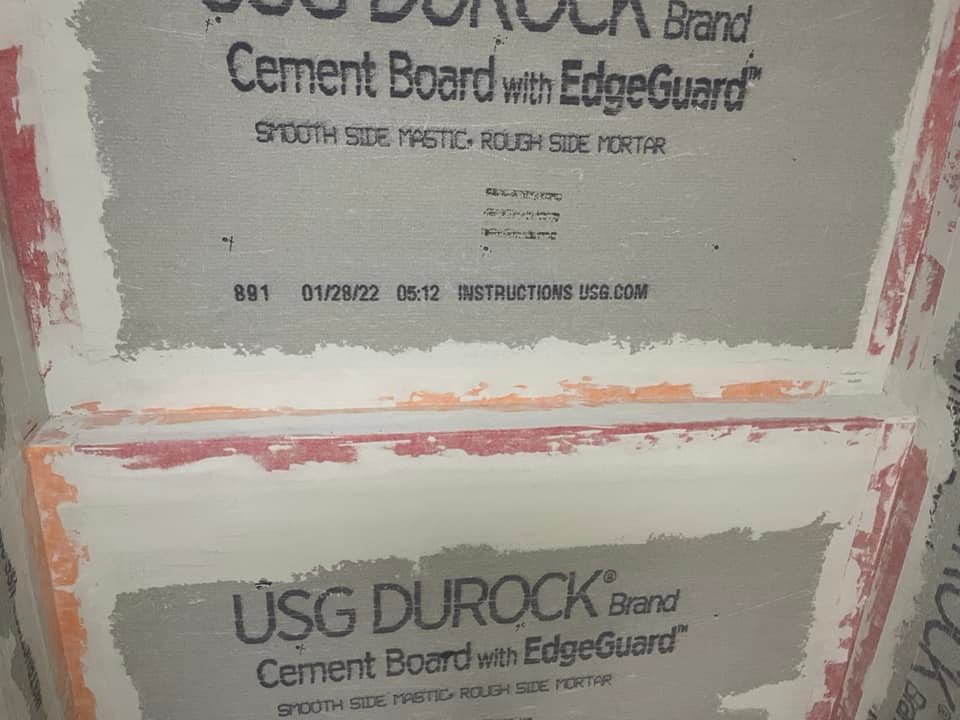 USG DUROCK Brand
Cement Board with EdgeGuard™
SMOOTH SIDE MASTIC, ROUGH SIDE MORTAR
891 01/28/22 05:12 INSTRUCTIONS USG.COM
USG DUROCK® Brand
Cement Board with EdgeGuard™
SMOOTH SIDE MASTIC, ROUGH SIDE MORTAR